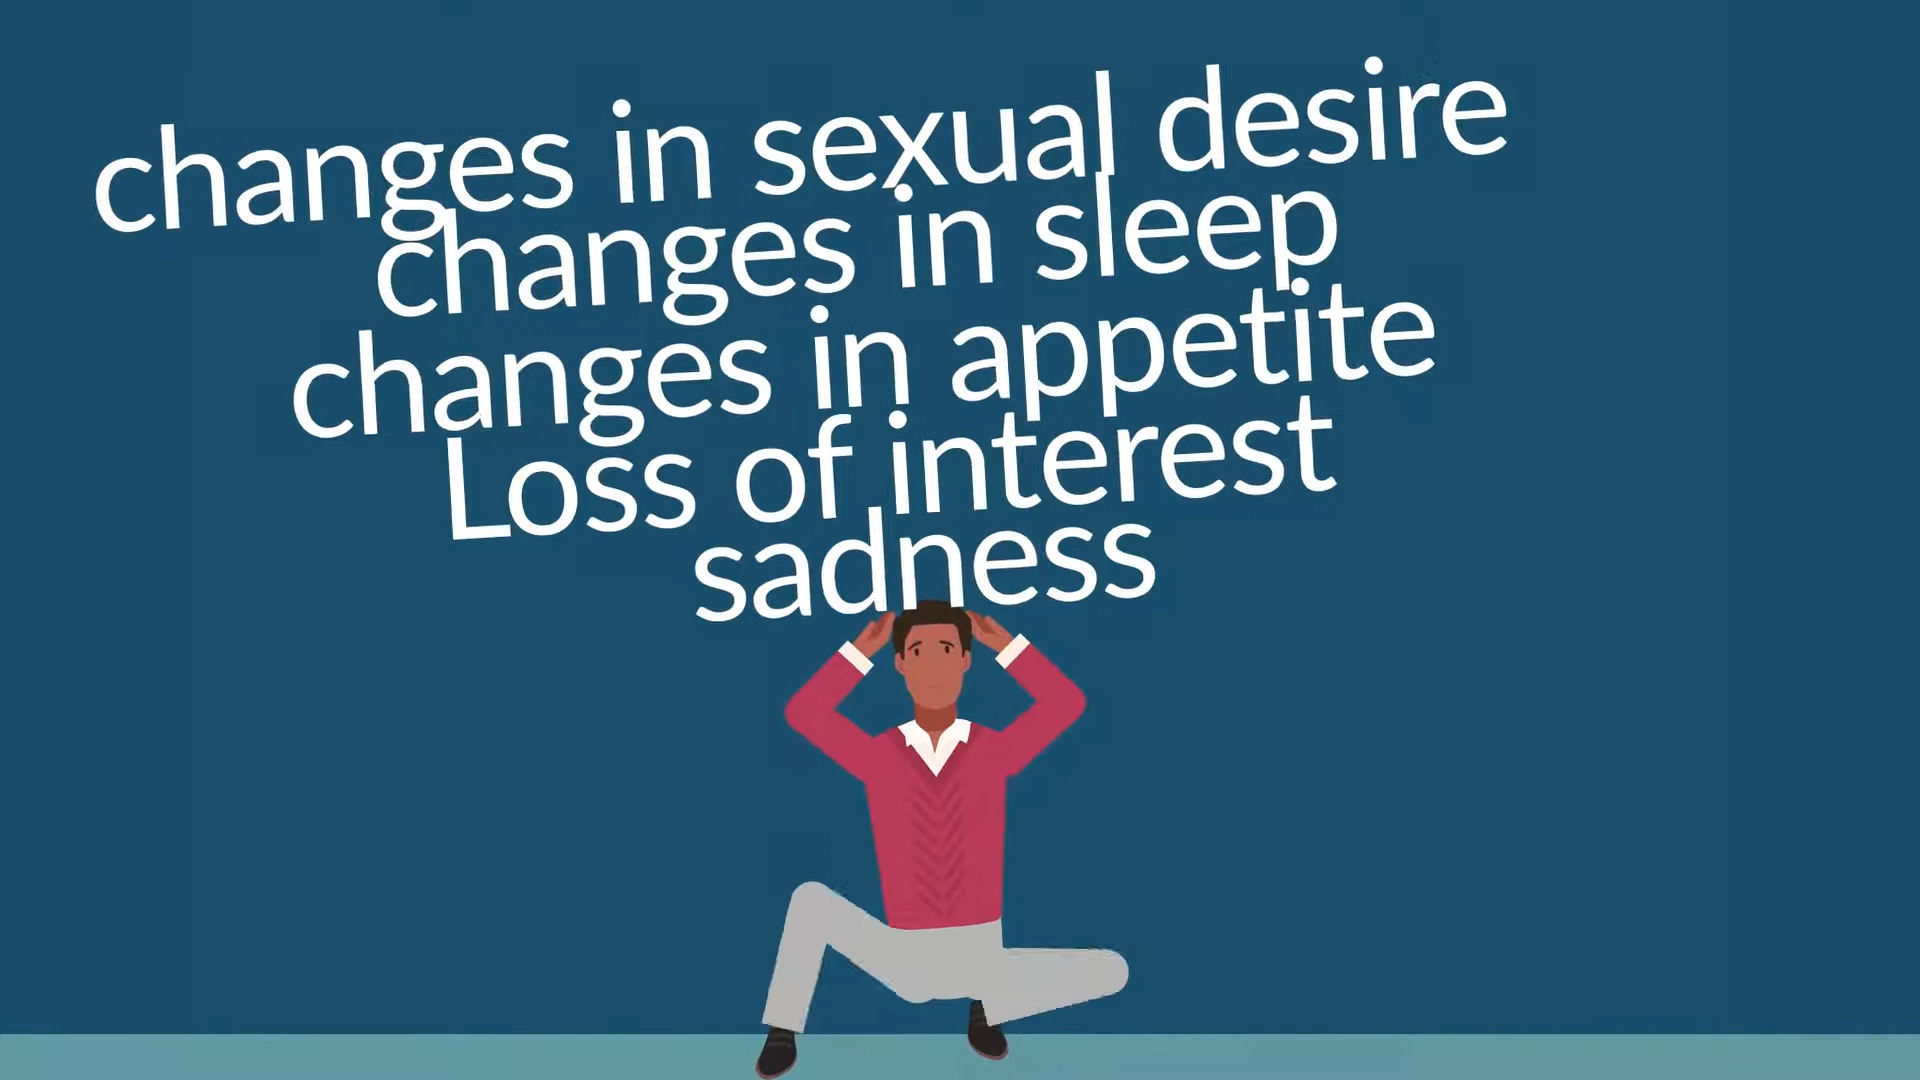 changes in sexual desire
changes in sleep
changes in appetite
Loss of interest
sadness